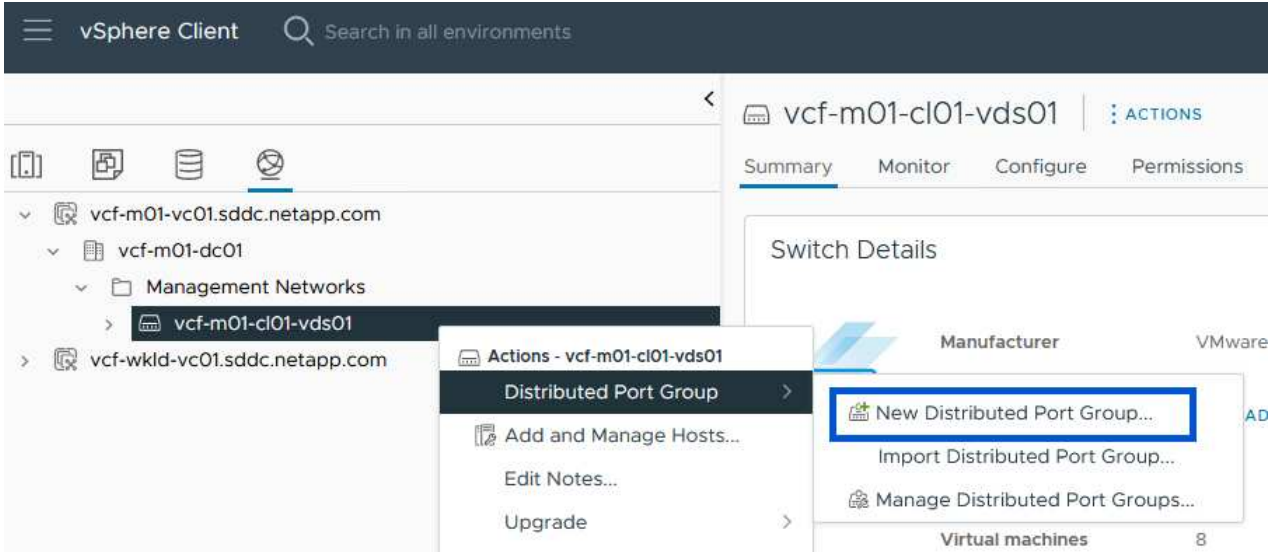 vSphere Client
Search in all environments
vcf-m01-cl01-vds01
ACTIONS
Summary Monitor Configure Permissions
vcf-m01-vc01.sddc.netapp.com
vcf-m01-dc01
Management Networks
vcf-m01-cl01-vds01
vcf-wkld-vc01.sddc.netapp.com
Switch Details
Manufacturer VMware
Actions - vcf-m01-cl01-vds01
Distributed Port Group
Add and Manage Hosts...
Edit Notes...
Upgrade
New Distributed Port Group...
AD
Import Distributed Port Group...
Manage Distributed Port Groups...
Virtual machines 8